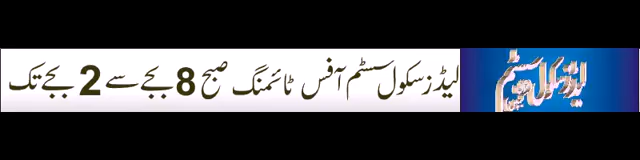 لیڈز سکول سسٹم
لیڈز سکول سسٹم آفس ٹائمنگ صبح 8 بجے سے 2 بجے تک